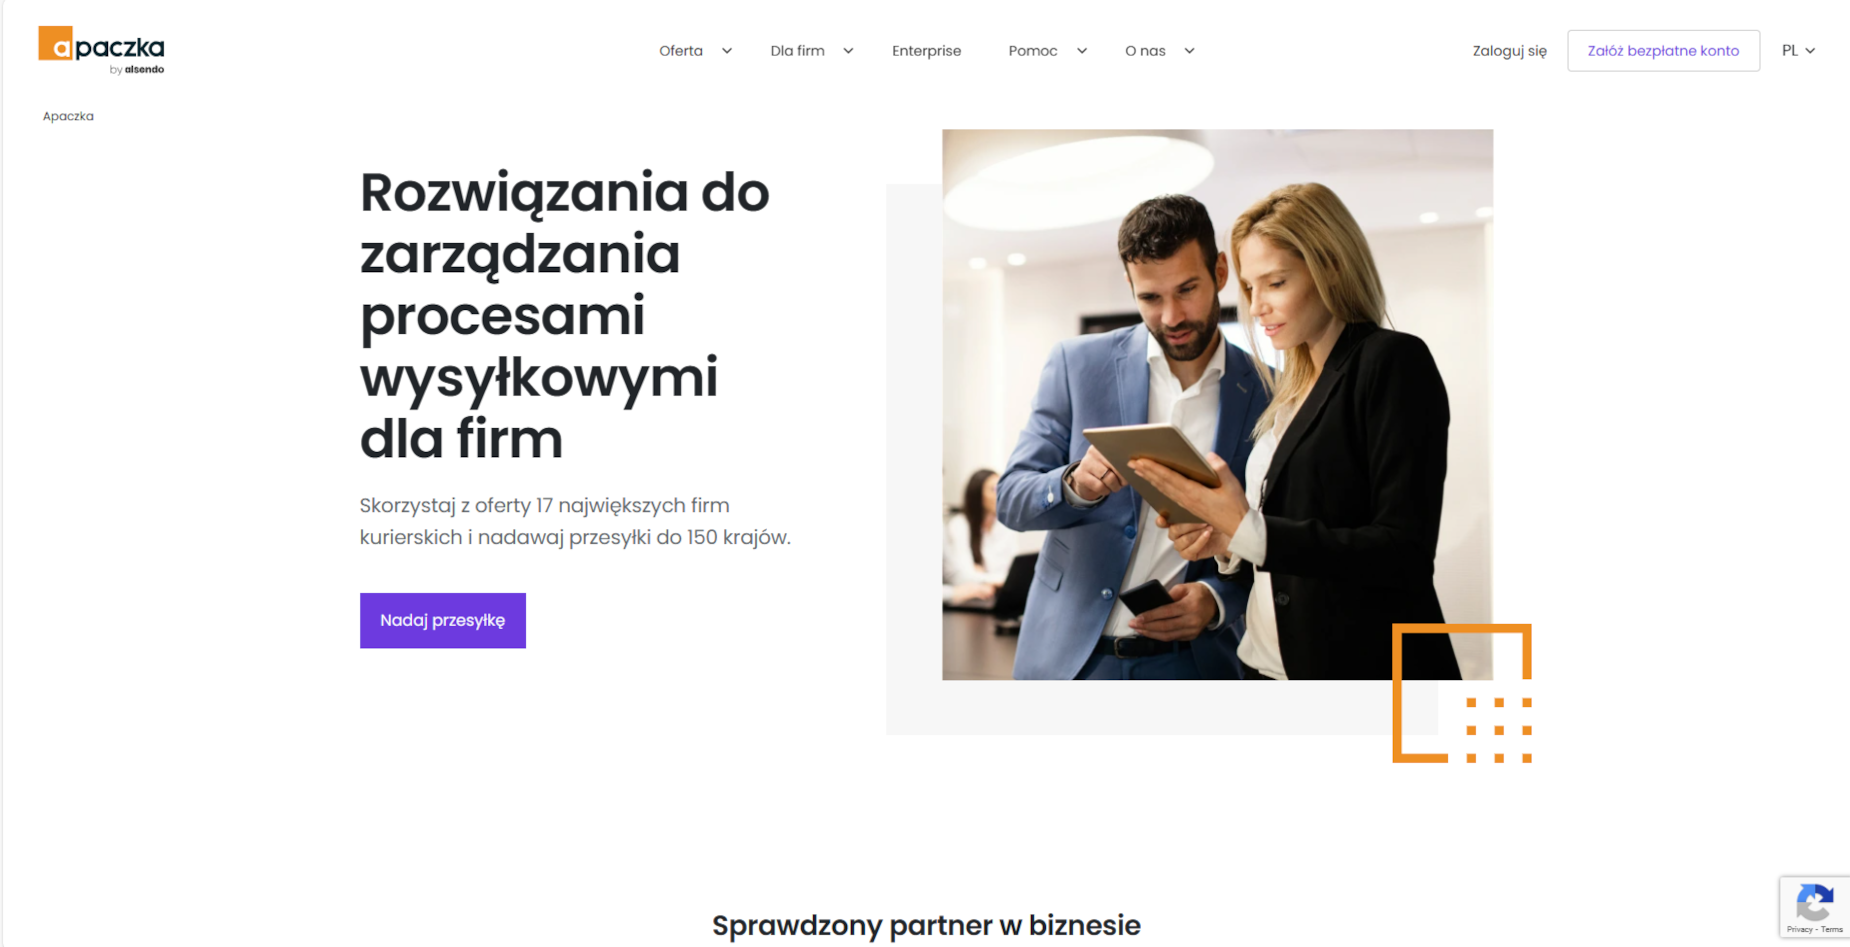 apaczka
by alsendo
Oferta
Dla firm
Enterprise
Pomoc
O nas
Zaloguj się
Załóż bezpłatne konto
PL
Apaczka
Rozwiązania do
zarządzania
procesami
wysyłkowymi
dla firm
Skorzystaj z oferty 17 największych firm
kurierskich i nadawaj przesyłki do 150 krajów.
Nadaj przesyłkę
Sprawdzony partner w biznesie
Privacy - Terms